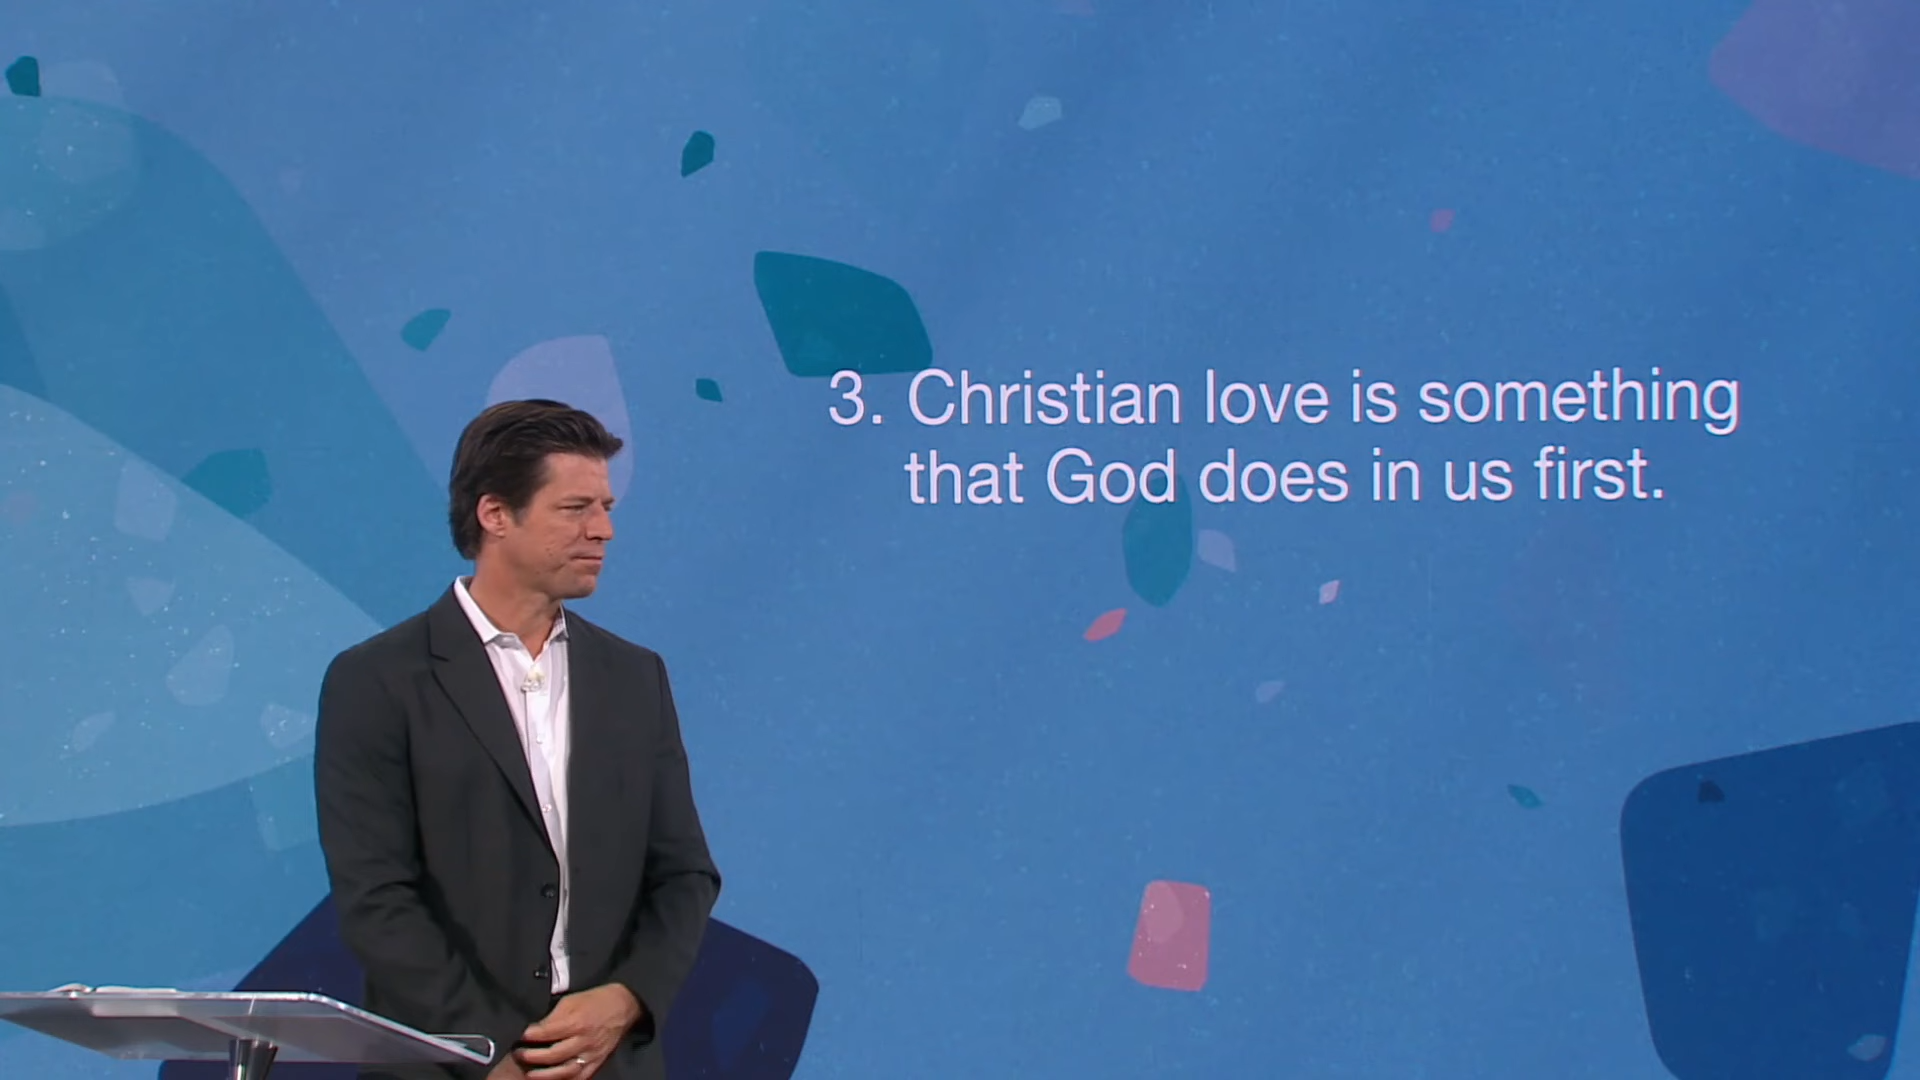 3. Christian love is something
that God does in us first.